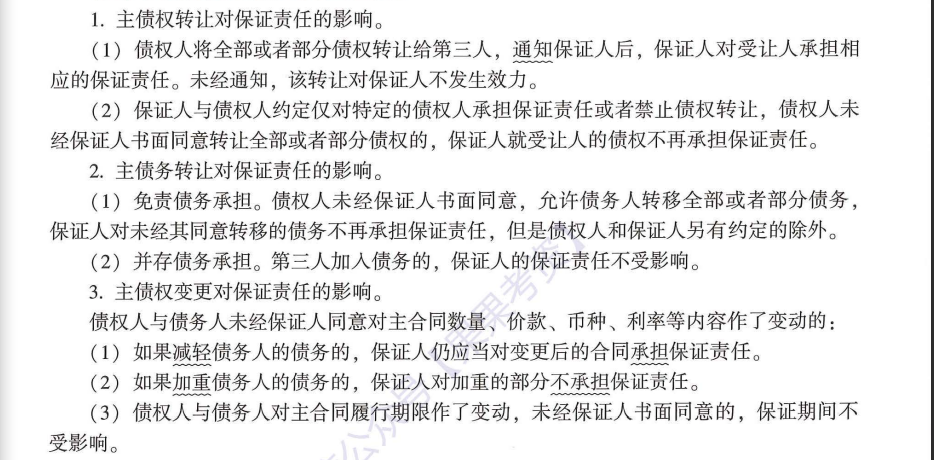 1. 主债权转让对保证责任的影响。
（1）债权人将全部或者部分债权转让给第三人，通知保证人后，保证人对受让人承担相
应的保证责任。未经通知，该转让对保证人不发生效力。
（2）保证人与债权人约定仅对特定的债权人承担保证责任或者禁止债权转让，债权人未
经保证人书面同意转让全部或者部分债权的，保证人就受让人的债权不再承担保证责任。
2. 主债务转让对保证责任的影响。
（1）免责债务承担。债权人未经保证人书面同意，允许债务人转移全部或者部分债务，
保证人对未经其同意转移的债务不再承担保证责任，但是债权人和保证人另有约定的除外。
（2）并存债务承担。第三人加入债务的，保证人的保证责任不受影响。
3. 主债权变更对保证责任的影响。
债权人与债务人未经保证人同意对主合同数量、价款、币种、利率等内容作了变动的：
（1）如果减轻债务人的债务的，保证人仍应当对变更后的合同承担保证责任。
（2）如果加重债务人的债务的，保证人对加重的部分不承担保证责任。
（3）债权人与债务人对主合同履行期限作了变动，未经保证人书面同意的，保证期间不
受影响。